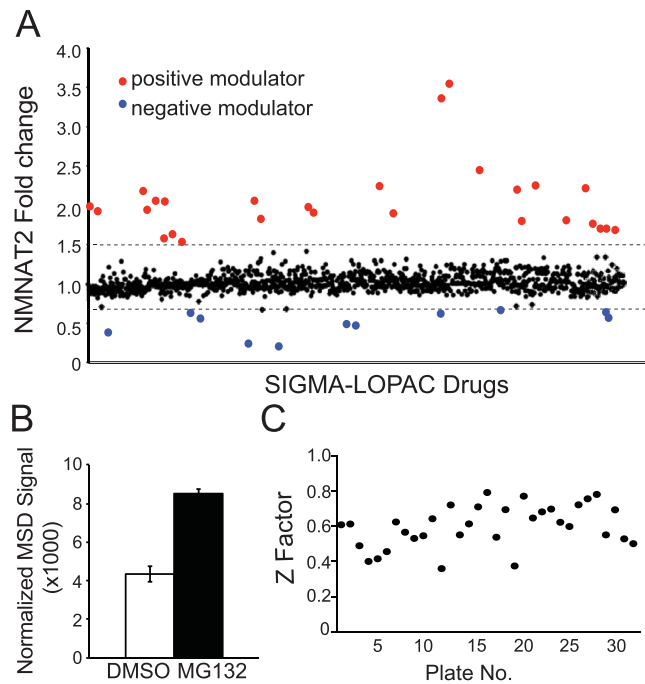 A
NMNAT2 Fold change
4.0
3.5
3.0
2.5
2.0
1.5
1.0
0.5
0
positive modulator
negative modulator
SIGMA-LOPAC Drugs
B
Normalized MSD Signal
(x1000)
10
8
6
4
2
0
DMSO MG132
C
Z Factor
1.0
0.8
0.6
0.4
0.2
0
5 10 15 20 25 30
Plate No.